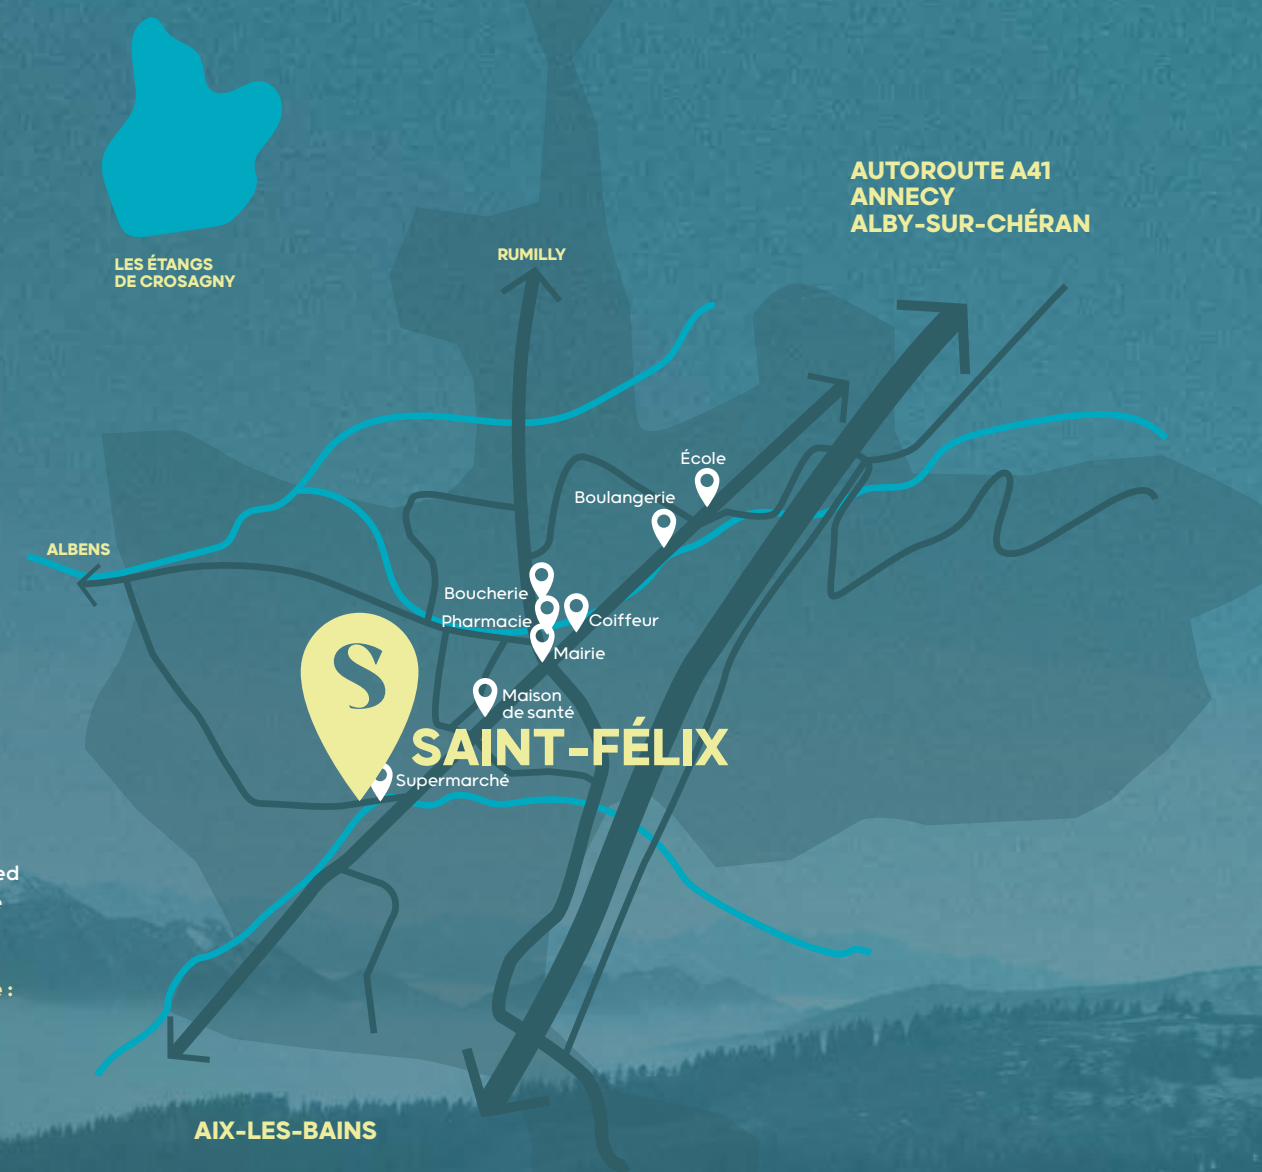 AUTOROUTE A41
ANNECY
ALBY-SUR-CHÉRAN
RUMILLY
LES ÉTANGS
DE CROSAGNY
École
Boulangerie
ALBENS
Boucherie
Pharmacie
Coiffeur
Mairie
S
Maison
de santé
SAINT-FÉLIX
Supermarché
AIX-LES-BAINS